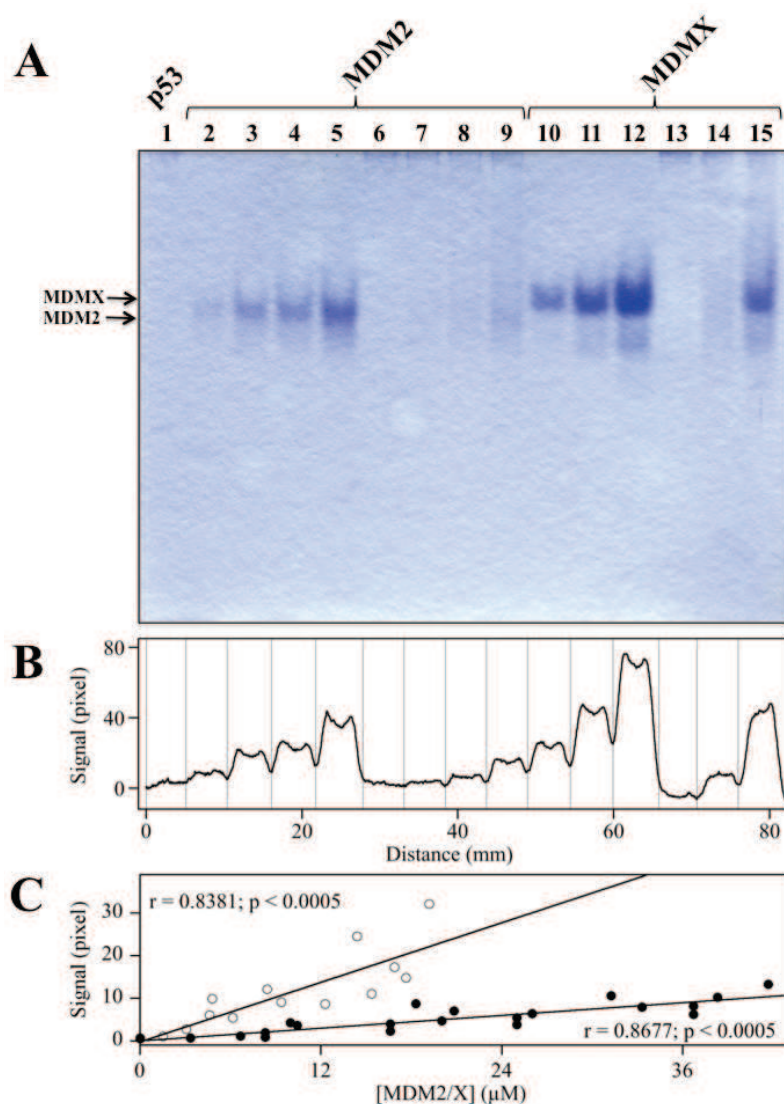 A
p53
MDM2
MDMX
1 2 3 4 5 6 7 8 9 10 11 12 13 14 15
MDMX
MDM2
B
Signal (pixel)
80
40
0
0 20 40 60 80
Distance (mm)
C
Signal (pixel)
30
20
10
0
r = 0.8381; p < 0.0005
r = 0.8677; p < 0.0005
0 12 24 36
[MDM2/X] (µM)